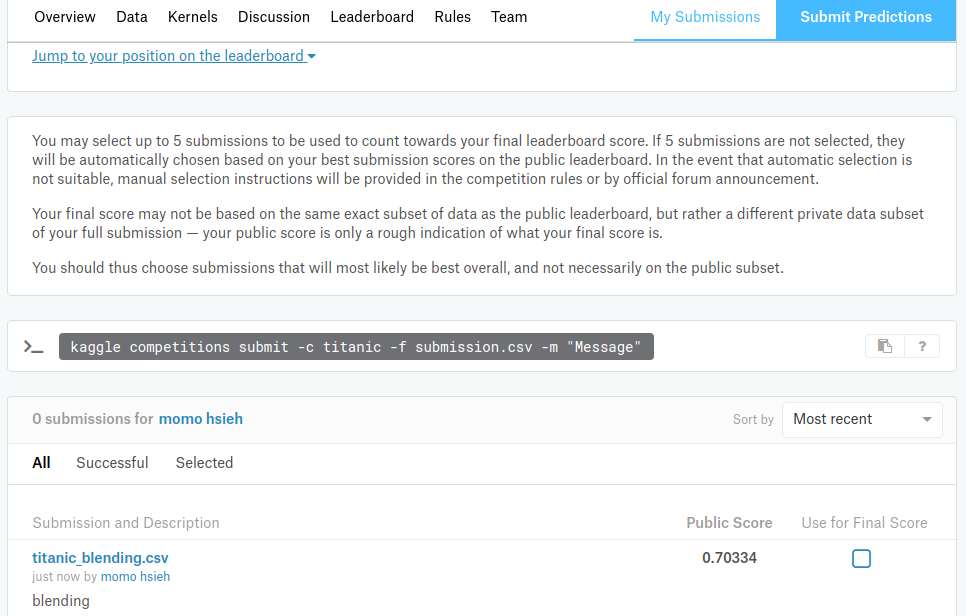 Overview Data Kernels Discussion Leaderboard Rules Team My Submissions Submit Predictions
Jump to your position on the leaderboard
You may select up to 5 submissions to be used to count towards your final leaderboard score. If 5 submissions are not selected, they
will be automatically chosen based on your best submission scores on the public leaderboard. In the event that automatic selection is
not suitable, manual selection instructions will be provided in the competition rules or by official forum announcement.
Your final score may not be based on the same exact subset of data as the public leaderboard, but rather a different private data subset
of your full submission — your public score is only a rough indication of what your final score is.
You should thus choose submissions that will most likely be best overall, and not necessarily on the public subset.
>_ kaggle competitions submit -c titanic -f submission.csv -m "Message" ?
0 submissions for momo hsieh Sort by Most recent
All Successful Selected
Submission and Description Public Score Use for Final Score
titanic_blending.csv 0.70334
just now by momo hsieh
blending